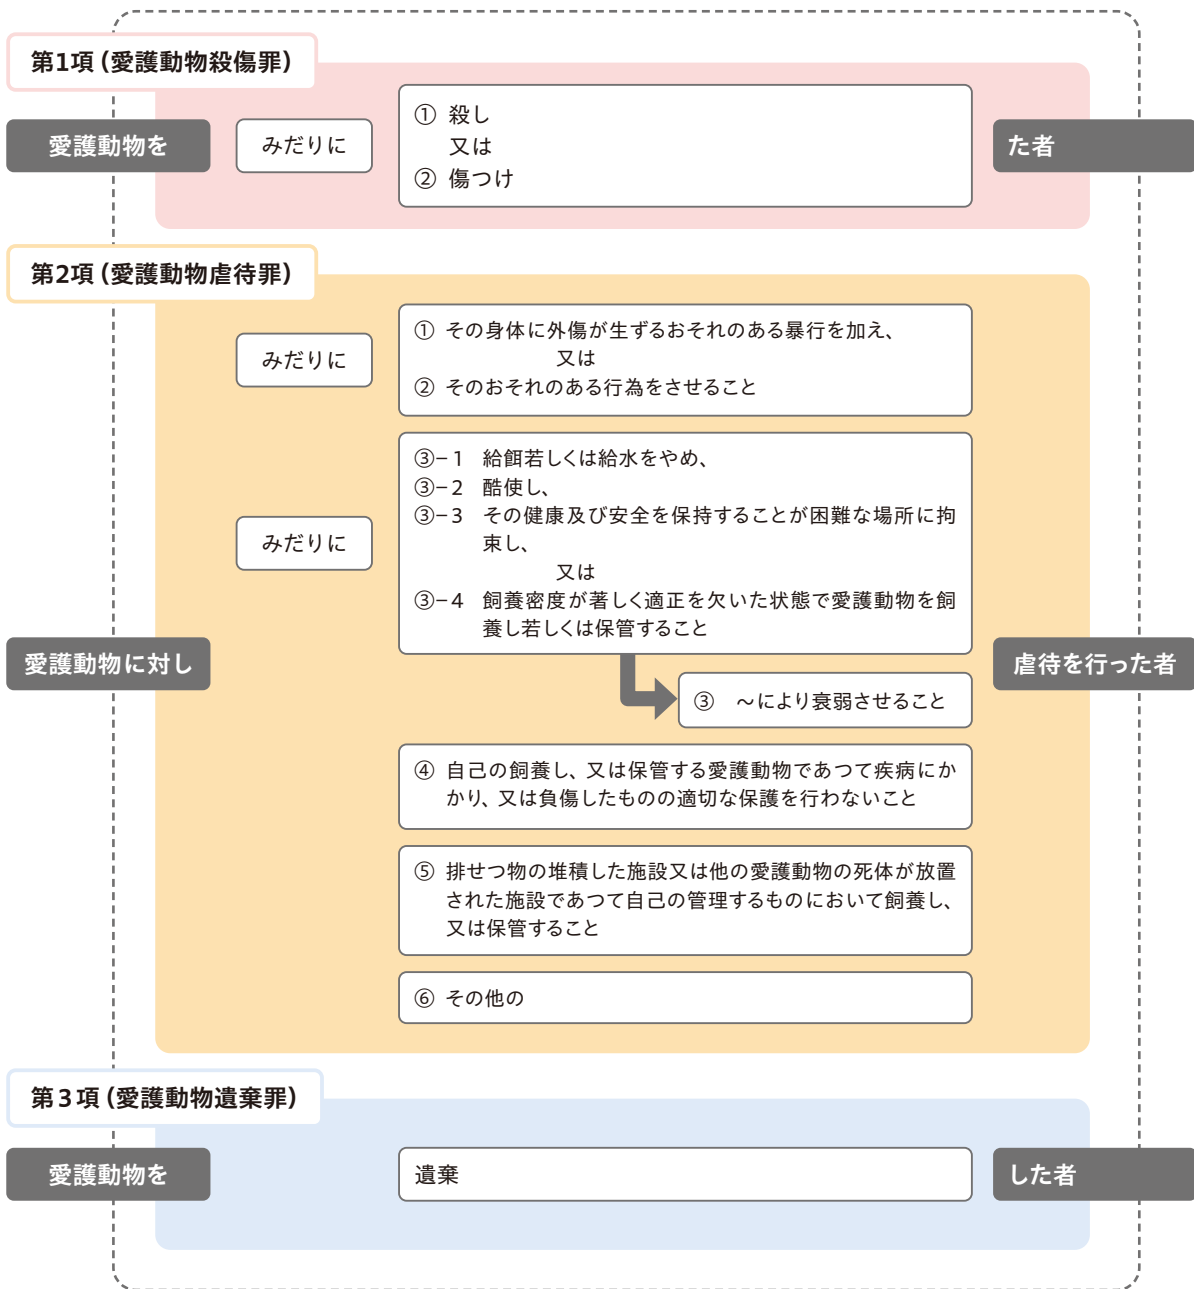 第1項（愛護動物殺傷罪）
愛護動物を
みだりに
① 殺し
又は
② 傷つけ
た者
第2項（愛護動物虐待罪）
みだりに
① その身体に外傷が生ずるおそれのある暴行を加え、
又は
② そのおそれのある行為をさせること
みだりに
③−1 給餌若しくは給水をやめ、
③−2 酷使し、
③−3 その健康及び安全を保持することが困難な場所に拘
束し、
又は
③−4 飼養密度が著しく適正を欠いた状態で愛護動物を飼
養し若しくは保管すること
愛護動物に対し
虐待を行った者
③ ～により衰弱させること
④ 自己の飼養し、又は保管する愛護動物であつて疾病にか
かり、又は負傷したものの適切な保護を行わないこと
⑤ 排せつ物の堆積した施設又は他の愛護動物の死体が放置
された施設であつて自己の管理するものにおいて飼養し、
又は保管すること
⑥ その他の
第3項（愛護動物遺棄罪）
愛護動物を
遺棄
した者